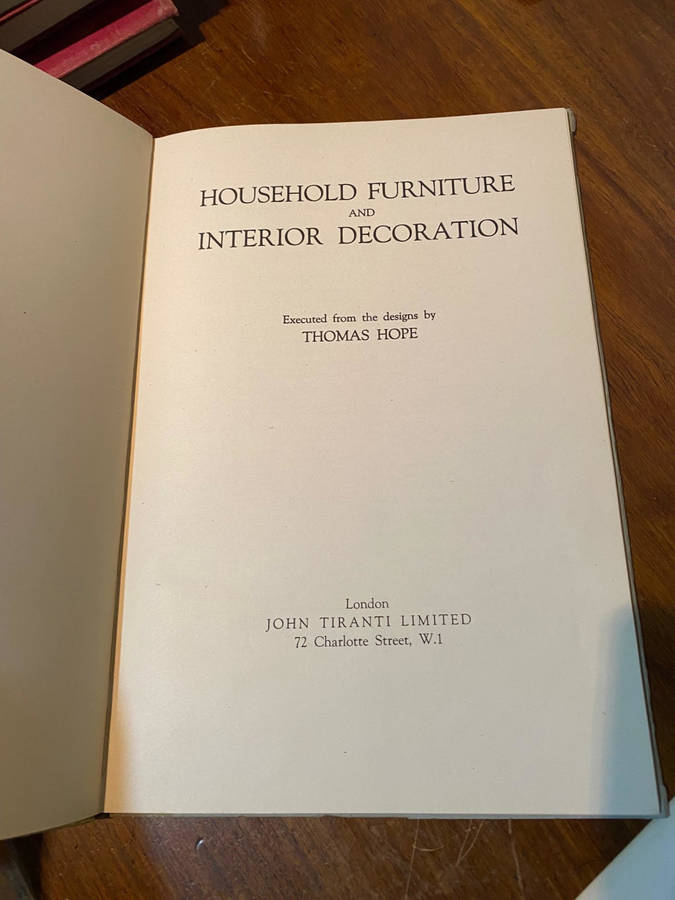 HOUSEHOLD FURNITURE
AND
INTERIOR DECORATION
Executed from the designs by
THOMAS HOPE
London
JOHN TIRANTI LIMITED
72 Charlotte Street, W.1